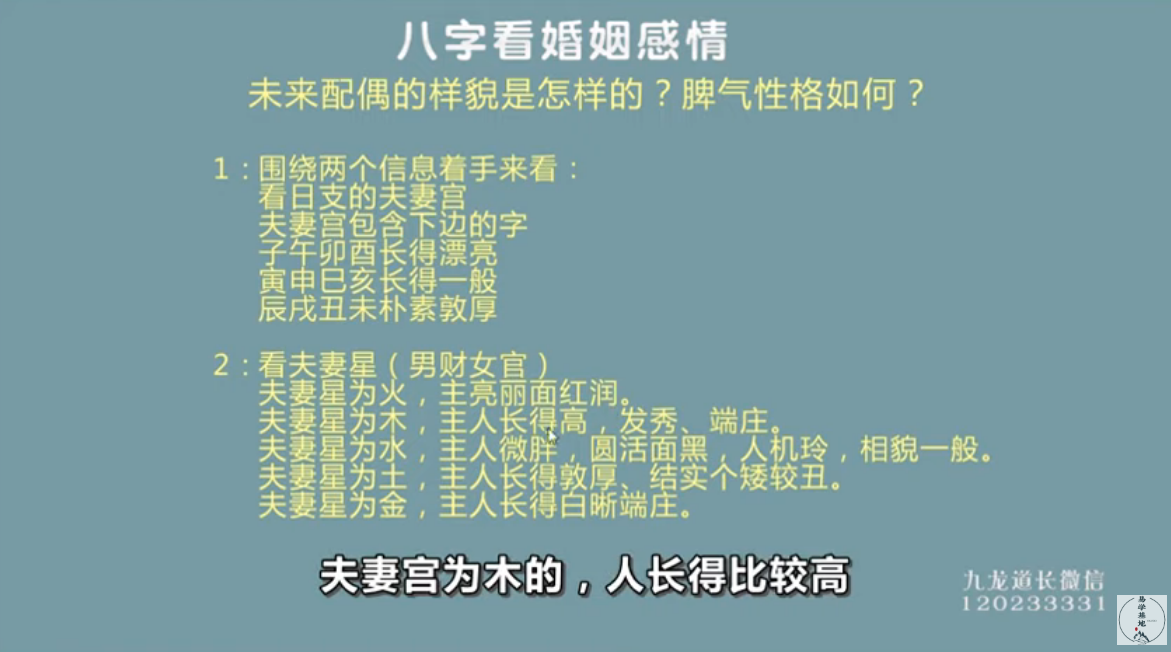 八字看婚姻感情
未来配偶的样貌是怎样的？脾气性格如何？
1：围绕两个信息着手来看：
看日支的夫妻宫
夫妻宫包含下边的字
子午卯酉长得漂亮
寅申巳亥长得一般
辰戌丑未朴素敦厚
2：看夫妻星（男财女官）
夫妻星为火，主亮丽面红润。
夫妻星为木，主人长得高，发秀、端庄。
夫妻星为水，主人微胖，圆活面黑，人机玲，相貌一般。
夫妻星为土，主人长得敦厚、结实个矮较丑。
夫妻星为金，主人长得白晰端庄。
夫妻宫为木的，人长得比较高
九龙道长微信
120233331
易学基地